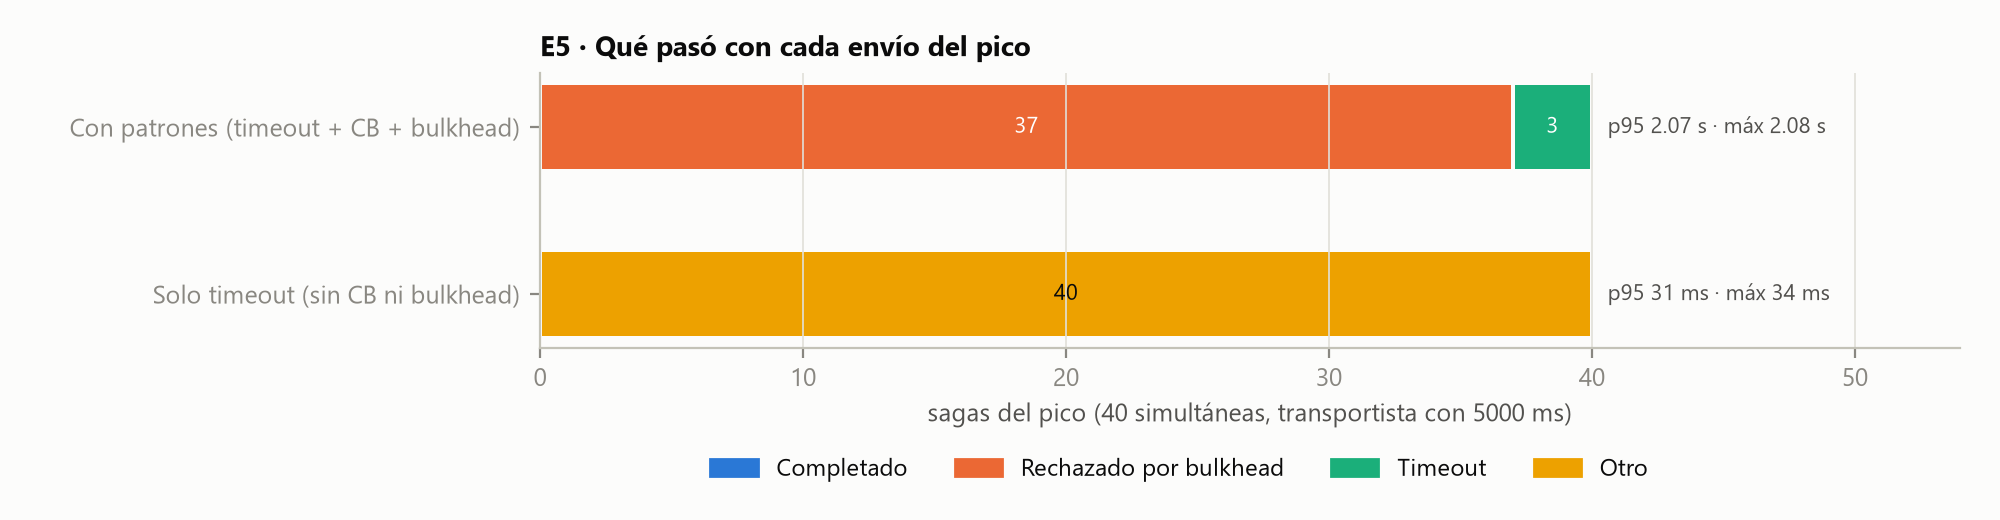 E5 · Qué pasó con cada envío del pico
Con patrones (timeout + CB + bulkhead)
37
3
p95 2.07 s · máx 2.08 s
Solo timeout (sin CB ni bulkhead)
40
p95 31 ms · máx 34 ms
0 10 20 30 40 50
sagas del pico (40 simultáneas, transportista con 5000 ms)
Completado Rechazado por bulkhead Timeout Otro